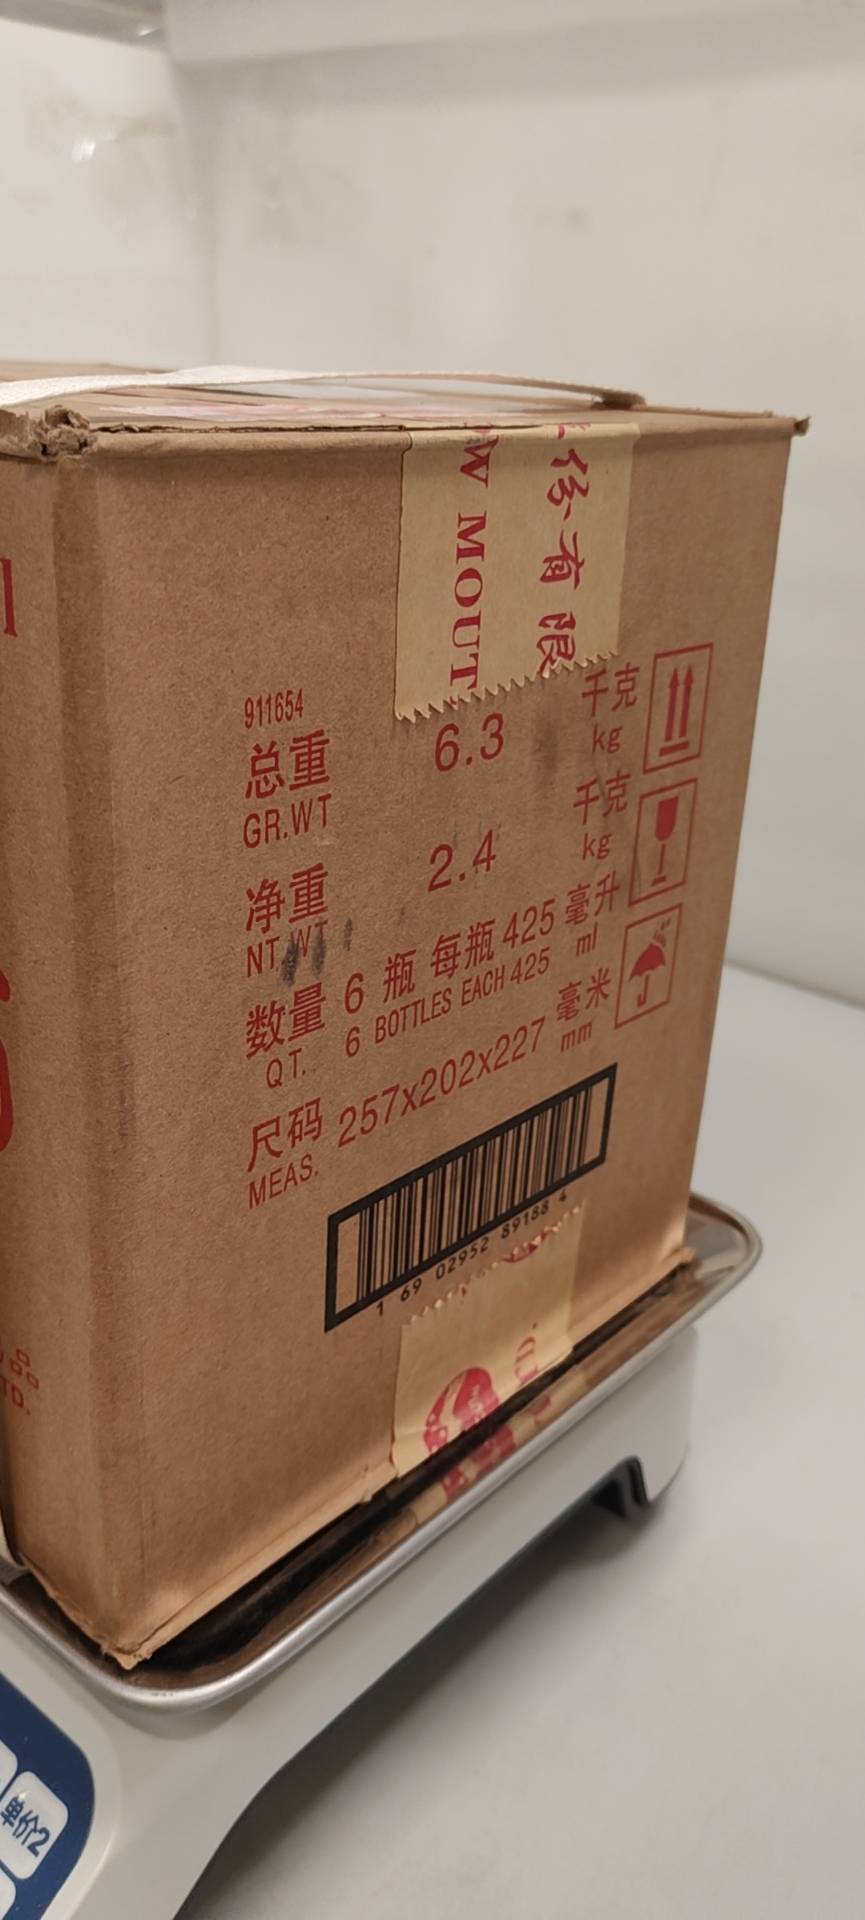 W MOUT
仔有限
911654
总重 6.3 千克
GR.WT kg
净重 2.4 千克
NT.WT kg
数量 6 瓶 每瓶 425 毫升
QT. 6 BOTTLES EACH 425 ml
尺码 257x202x227 毫米
MEAS. mm
1 69 02952 89188 4
TD.
单价2